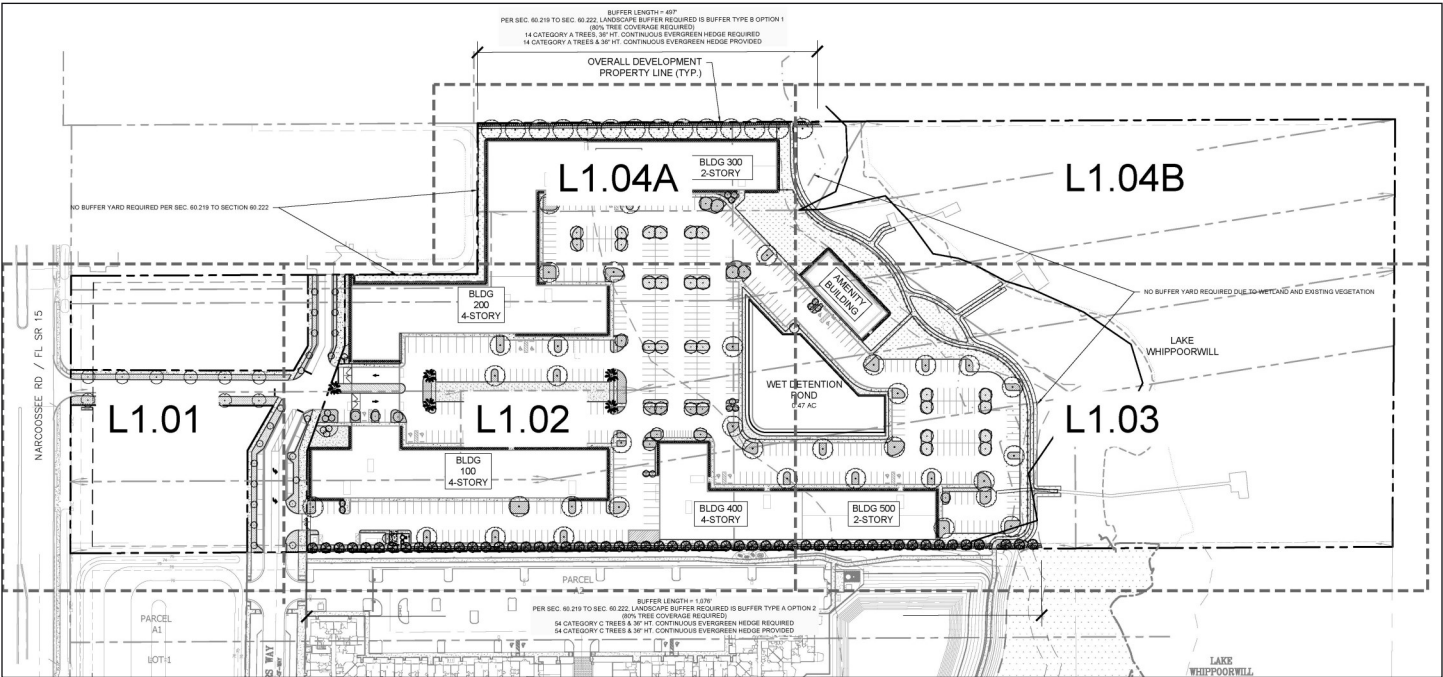 BUFFER LENGTH = 497'
PER SEC. 60.219 TO SEC. 60.222, LANDSCAPE BUFFER REQUIRED IS BUFFER TYPE B OPTION 1
(80% TREE COVERAGE REQUIRED)
14 CATEGORY A TREES, 36" HT. CONTINUOUS EVERGREEN HEDGE REQUIRED
14 CATEGORY A TREES & 36" HT. CONTINUOUS EVERGREEN HEDGE PROVIDED
OVERALL DEVELOPMENT
PROPERTY LINE (TYP.)
BLDG 300
2-STORY
L1.04A
L1.04B
NO BUFFER YARD REQUIRED PER SEC. 60.219 TO SECTION 60.222
NARCOOSSEE RD / FL SR 15
BLDG
200
4-STORY
AMENITY
BUILDING
NO BUFFER YARD REQUIRED DUE TO WETLAND AND EXISTING VEGETATION
LAKE
WHIPPOORWILL
WET DETENTION
POND
0.47 AC
L1.01
L1.02
L1.03
BLDG
100
4-STORY
BLDG 400
4-STORY
BLDG 500
2-STORY
PARCEL
A2
BUFFER LENGTH = 1,076'
PER SEC. 60.219 TO SEC. 60.222, LANDSCAPE BUFFER REQUIRED IS BUFFER TYPE A OPTION 2
(80% TREE COVERAGE REQUIRED)
54 CATEGORY C TREES & 36" HT. CONTINUOUS EVERGREEN HEDGE REQUIRED
54 CATEGORY C TREES & 36" HT. CONTINUOUS EVERGREEN HEDGE PROVIDED
PARCEL
A1
LOT 1
ES WAY
LAKE
WHIPPOORWILL